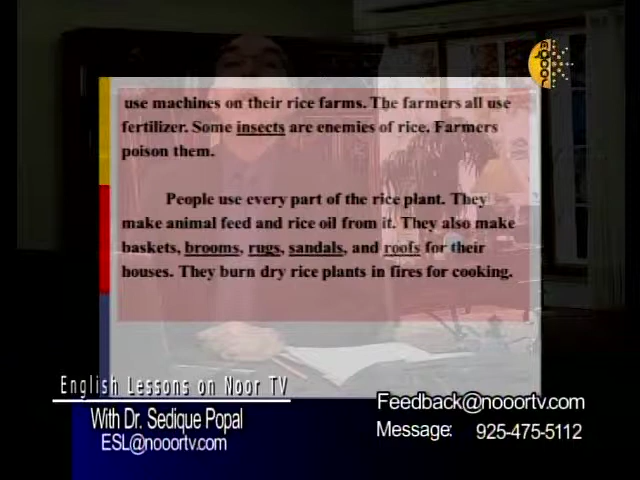 noor
use machines on their rice farms. The farmers all use
fertilizer. Some insects are enemies of rice. Farmers
poison them.
People use every part of the rice plant. They
make animal feed and rice oil from it. They also make
baskets, brooms, rugs, sandals, and roofs for their
houses. They burn dry rice plants in fires for cooking.
English Lessons on Noor TV
With Dr. Sedique Popal
ESL@nooortv.com
Feedback@nooortv.com
Message: 925-475-5112